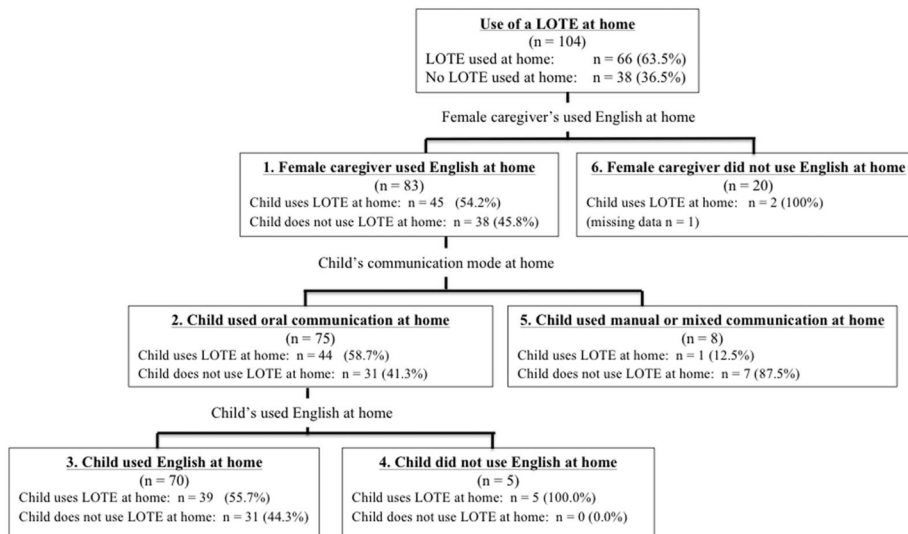 Use of a LOTE at home
(n = 104)
LOTE used at home: n = 66 (63.5%)
No LOTE used at home: n = 38 (36.5%)
Female caregiver's used English at home
1. Female caregiver used English at home
(n = 83)
Child uses LOTE at home: n = 45 (54.2%)
Child does not use LOTE at home: n = 38 (45.8%)
6. Female caregiver did not use English at home
(n = 20)
Child uses LOTE at home: n = 2 (100%)
(missing data n = 1)
Child's communication mode at home
2. Child used oral communication at home
(n = 75)
Child uses LOTE at home: n = 44 (58.7%)
Child does not use LOTE at home: n = 31 (41.3%)
5. Child used manual or mixed communication at home
(n = 8)
Child uses LOTE at home: n = 1 (12.5%)
Child does not use LOTE at home: n = 7 (87.5%)
Child's used English at home
3. Child used English at home
(n = 70)
Child uses LOTE at home: n = 39 (55.7%)
Child does not use LOTE at home: n = 31 (44.3%)
4. Child did not use English at home
(n = 5)
Child uses LOTE at home: n = 5 (100.0%)
Child does not use LOTE at home: n = 0 (0.0%)